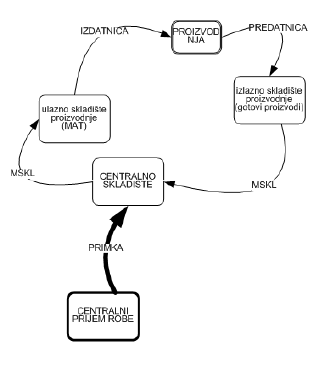 IZDATNICA
PROIZVOD
NJA
PREDATNICA
ulazno skladište
proizvodnje
(MAT)
izlazno skladište
proizvodnje
(gotovi proizvodi)
MSKL
CENTRALNO
SKLADIŠTE
MSKL
PRIMKA
CENTRALNI
PRIJEM ROBE